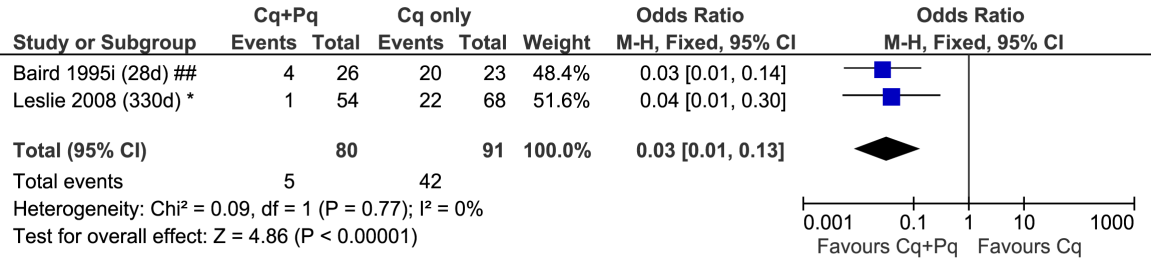 Cq+Pq Cq only Odds Ratio Odds Ratio
Study or Subgroup Events Total Events Total Weight M-H, Fixed, 95% CI M-H, Fixed, 95% CI
Baird 1995i (28d) ## 4 26 20 23 48.4% 0.03 [0.01, 0.14]
Leslie 2008 (330d) * 1 54 22 68 51.6% 0.04 [0.01, 0.30]
Total (95% CI) 80 91 100.0% 0.03 [0.01, 0.13]
Total events 5 42
Heterogeneity: Chi² = 0.09, df = 1 (P = 0.77); I² = 0%
Test for overall effect: Z = 4.86 (P < 0.00001)
0.001 0.1 1 10 1000
Favours Cq+Pq Favours Cq